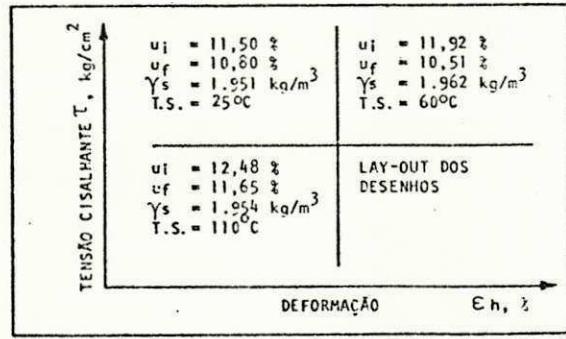 TENSÃO CISALHANTE τ, kg/cm²
ui = 11,50 %
uf = 10,80 %
γs = 1.951 kg/m³
T.S. = 25ºC
ui = 11,92 %
uf = 10,51 %
γs = 1.962 kg/m³
T.S. = 60ºC
ui = 12,48 %
uf = 11,65 %
γs = 1.954 kg/m³
T.S. = 110ºC
LAY-OUT DOS
DESENHOS
DEFORMAÇÃO εh, %